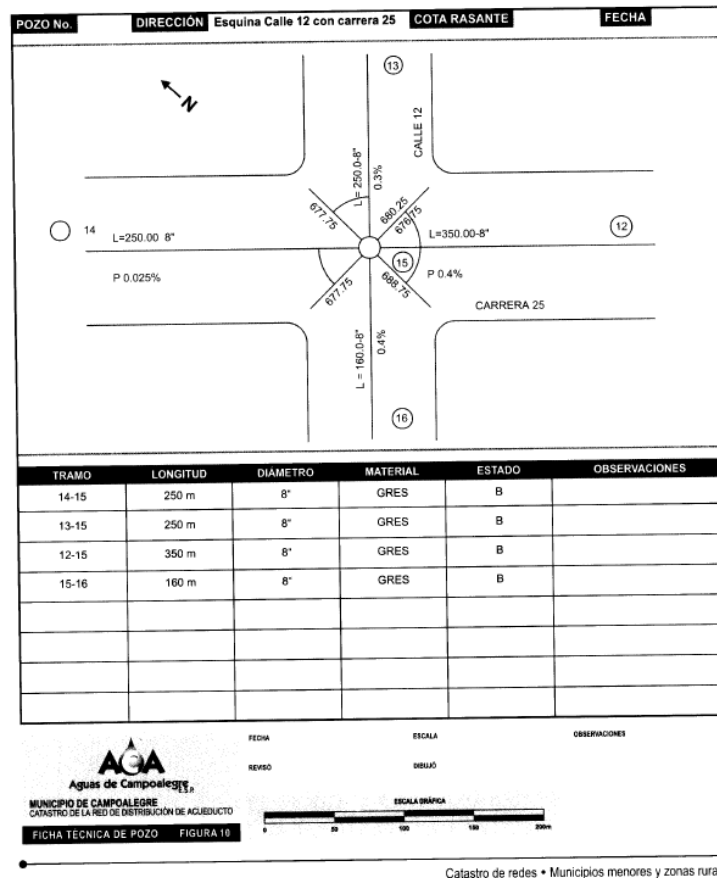 POZO No. DIRECCIÓN Esquina Calle 12 con carrera 25 COTA RASANTE FECHA
13
N
CALLE 12
L = 250.0-8"
0.3%
677.75
680.25
676.75
14
L=250.00 8"
L=350.00-8"
12
15
P 0.025%
P 0.4%
677.75
688.75
CARRERA 25
L = 160.0-8"
0.4%
16
TRAMO LONGITUD DIÁMETRO MATERIAL ESTADO OBSERVACIONES
14-15 250 m 8" GRES B
13-15 250 m 8" GRES B
12-15 350 m 8" GRES B
15-16 160 m 8" GRES B
FECHA ESCALA OBSERVACIONES
REVISÓ DIBUJÓ
AGA
Aguas de Campoalegre E.S.P.
MUNICIPIO DE CAMPOALEGRE
CATASTRO DE LA RED DE DISTRIBUCIÓN DE ACUEDUCTO
FICHA TÉCNICA DE POZO FIGURA 10
ESCALA GRÁFICA
0 50 100 150 200m
Catastro de redes • Municipios menores y zonas rura